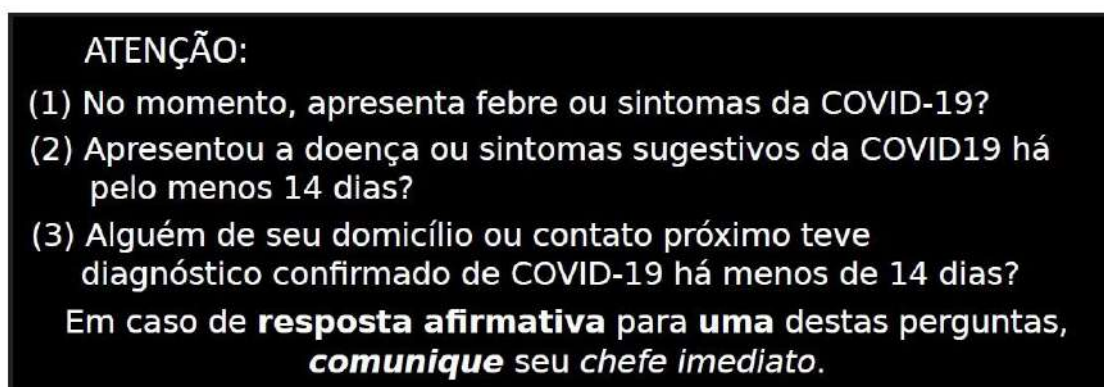 ATENÇÃO:
(1) No momento, apresenta febre ou sintomas da COVID-19?
(2) Apresentou a doença ou sintomas sugestivos da COVID19 há
pelo menos 14 dias?
(3) Alguém de seu domicílio ou contato próximo teve
diagnóstico confirmado de COVID-19 há menos de 14 dias?
Em caso de resposta afirmativa para uma destas perguntas,
comunique seu chefe imediato.